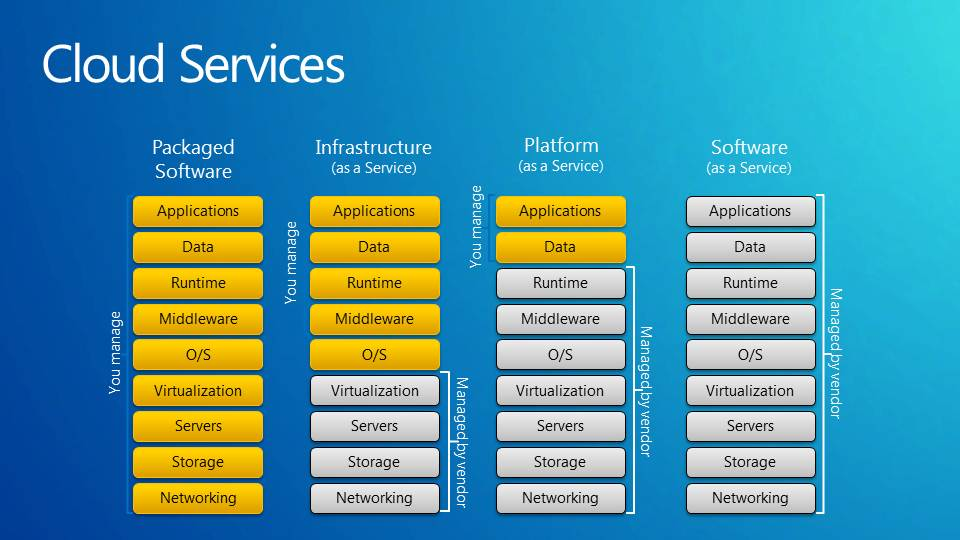 Cloud Services
Packaged
Software
You manage
Applications
Data
Runtime
Middleware
O/S
Virtualization
Servers
Storage
Networking
Infrastructure
(as a Service)
You manage
Applications
Data
Runtime
Middleware
O/S
Virtualization
Servers
Storage
Networking
Managed by vendor
Platform
(as a Service)
You manage
Applications
Data
Runtime
Middleware
O/S
Virtualization
Servers
Storage
Networking
Managed by vendor
Software
(as a Service)
Applications
Data
Runtime
Middleware
O/S
Virtualization
Servers
Storage
Networking
Managed by vendor